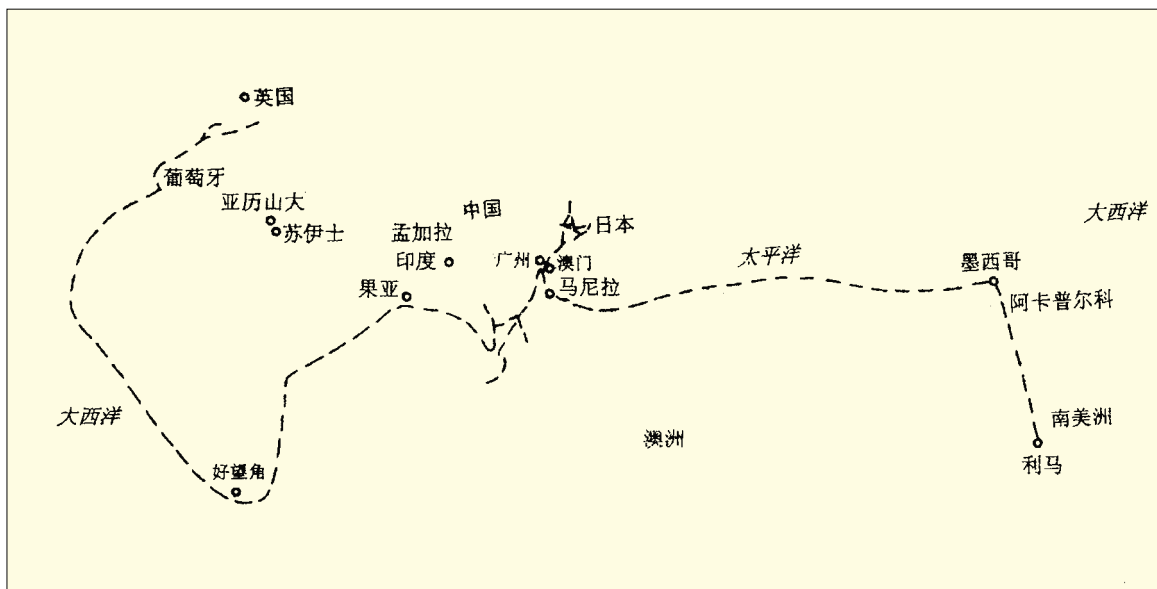 英国
葡萄牙
亚历山大
苏伊士
中国
孟加拉
印度
果亚
广州
澳门
马尼拉
日本
太平洋
大西洋
墨西哥
阿卡普尔科
大西洋
好望角
澳洲
南美洲
利马